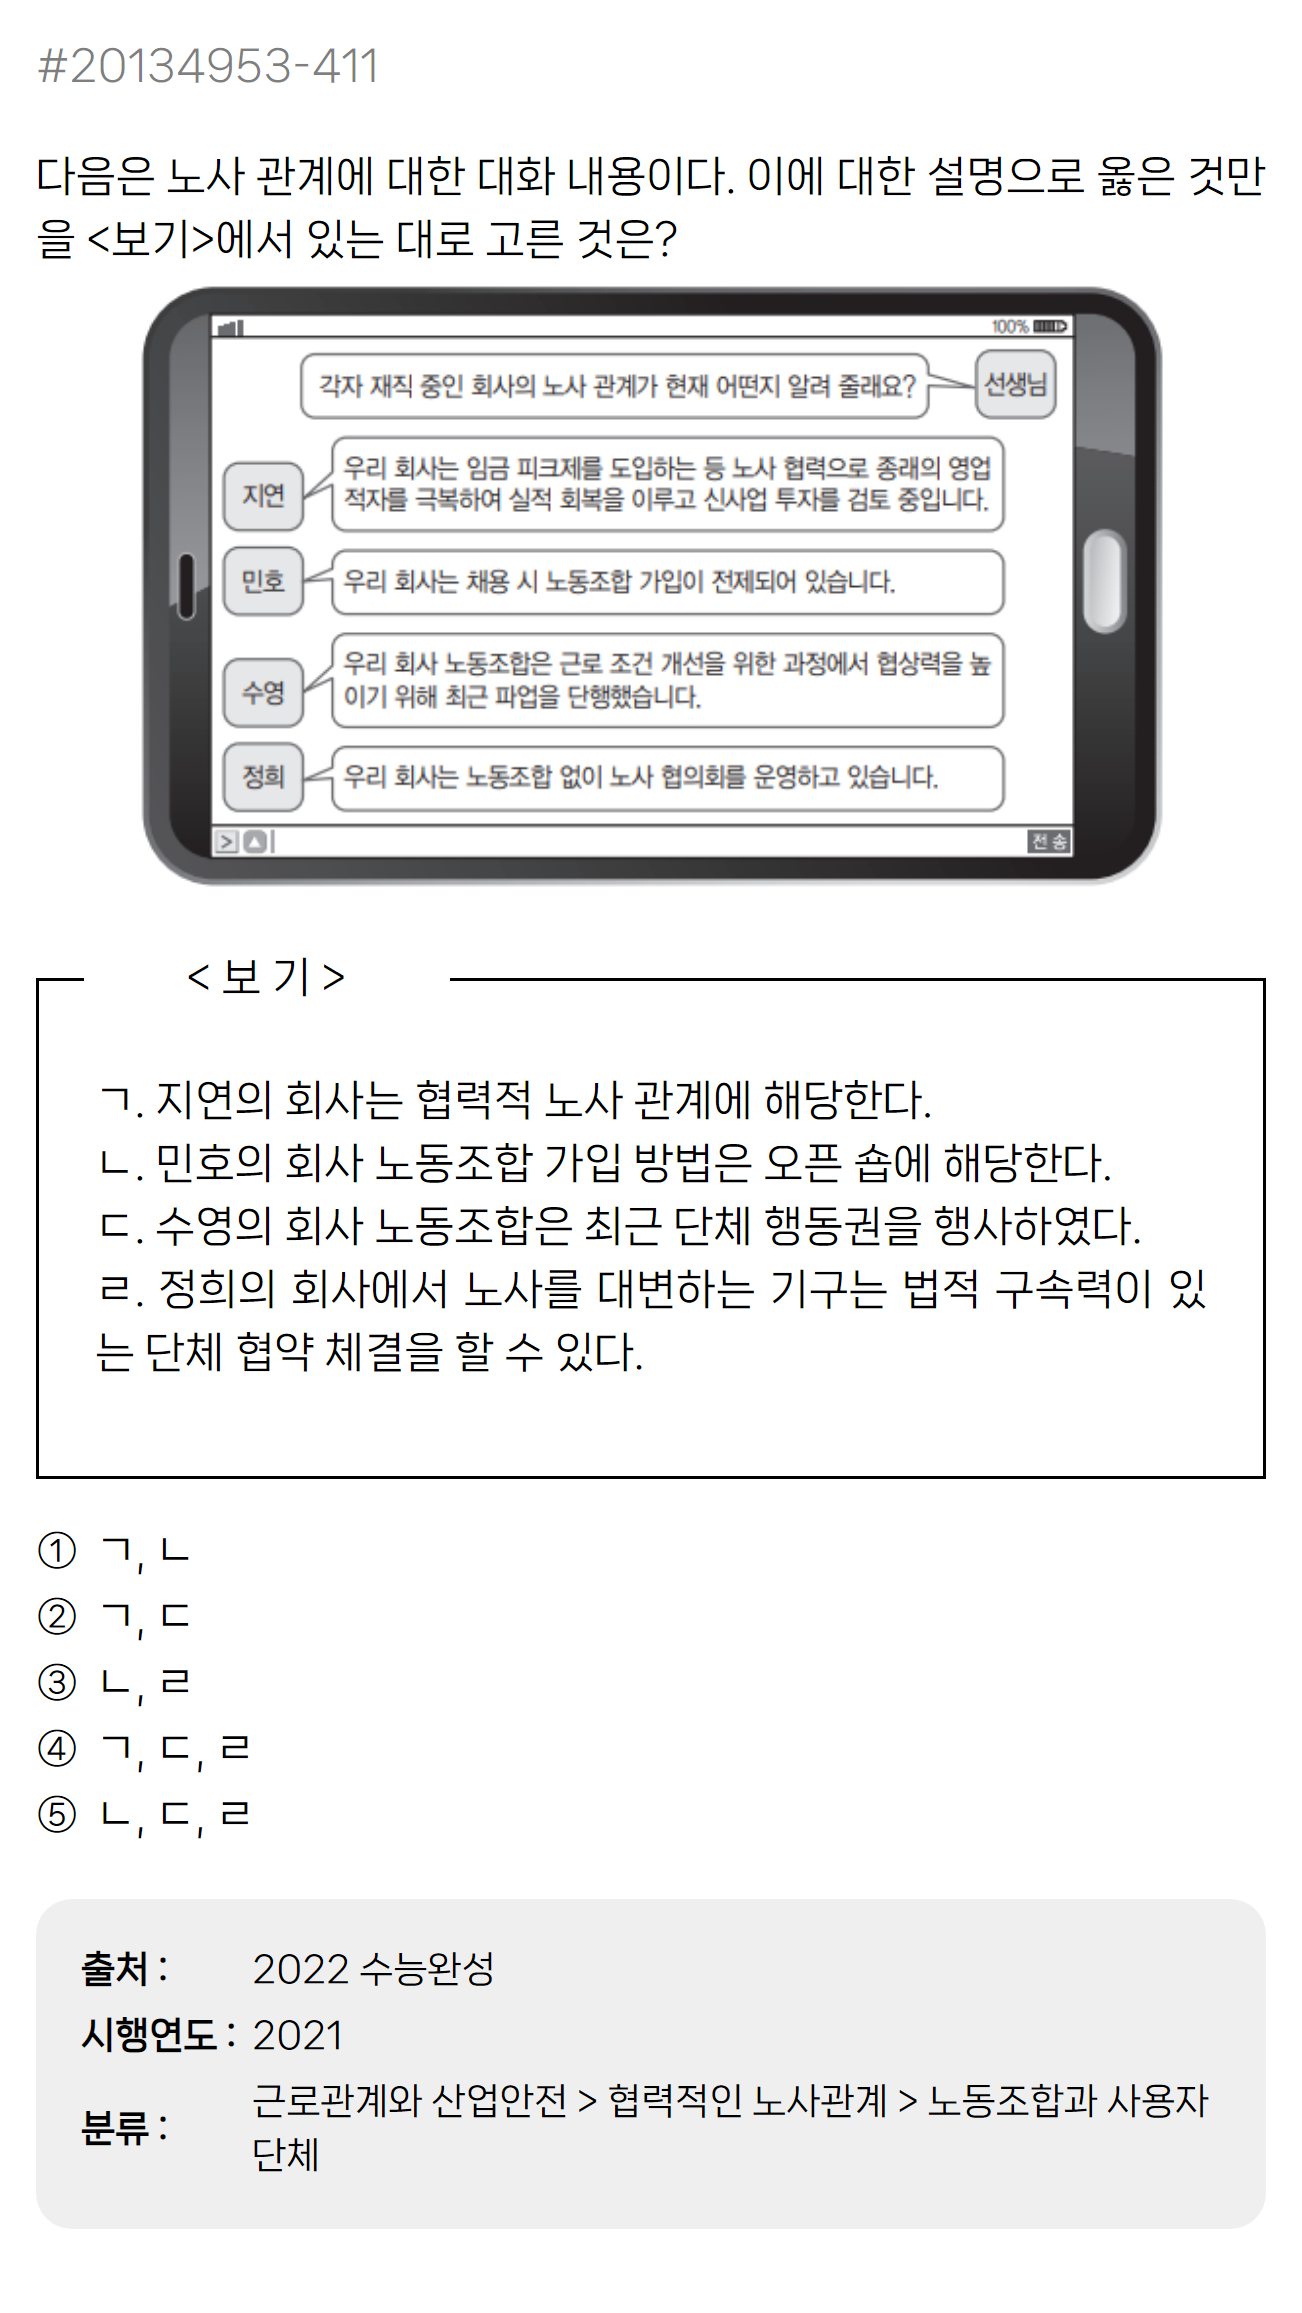 #20134953-411
다음은 노사 관계에 대한 대화 내용이다. 이에 대한 설명으로 옳은 것만
을 <보기>에서 있는 대로 고른 것은?
100%
각자 재직 중인 회사의 노사 관계가 현재 어떤지 알려 줄래요?
선생님
지연
우리 회사는 임금 피크제를 도입하는 등 노사 협력으로 종래의 영업
적자를 극복하여 실적 회복을 이루고 신사업 투자를 검토 중입니다.
민호
우리 회사는 채용 시 노동조합 가입이 전제되어 있습니다.
수영
우리 회사 노동조합은 근로 조건 개선을 위한 과정에서 협상력을 높
이기 위해 최근 파업을 단행했습니다.
정희
우리 회사는 노동조합 없이 노사 협의회를 운영하고 있습니다.
전송
< 보 기 >
ㄱ. 지연의 회사는 협력적 노사 관계에 해당한다.
ㄴ. 민호의 회사 노동조합 가입 방법은 오픈 숍에 해당한다.
ㄷ. 수영의 회사 노동조합은 최근 단체 행동권을 행사하였다.
ㄹ. 정희의 회사에서 노사를 대변하는 기구는 법적 구속력이 있
는 단체 협약 체결을 할 수 있다.
① ㄱ, ㄴ
② ㄱ, ㄷ
③ ㄴ, ㄹ
④ ㄱ, ㄷ, ㄹ
⑤ ㄴ, ㄷ, ㄹ
출처 : 2022 수능완성
시행연도 : 2021
분류 : 근로관계와 산업안전 > 협력적인 노사관계 > 노동조합과 사용자
단체